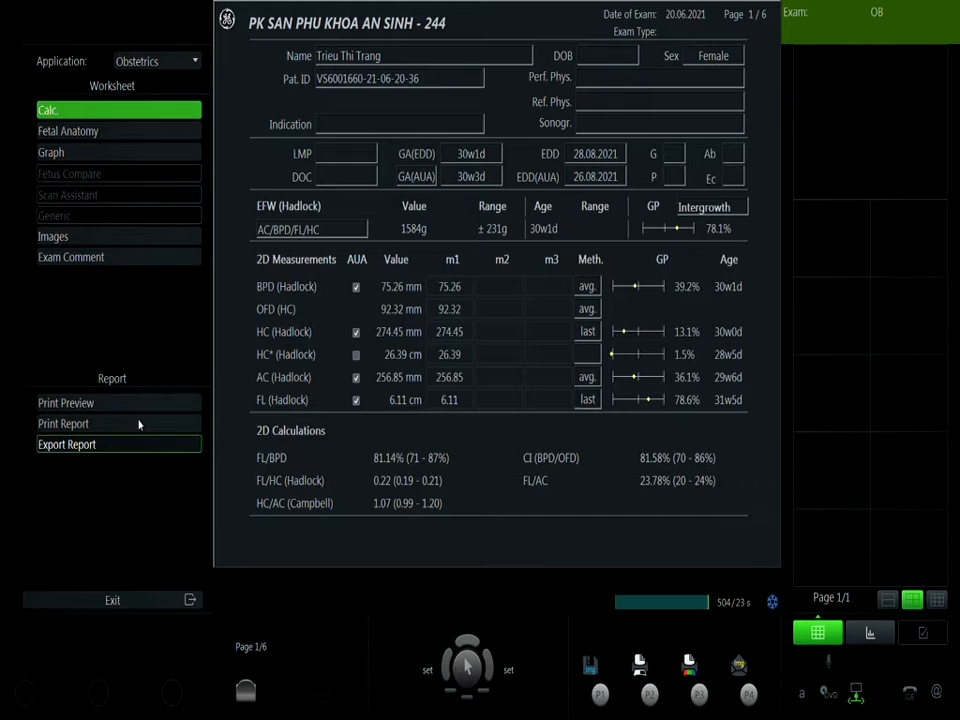 PK SAN PHU KHOA AN SINH - 244
Date of Exam: 20.06.2021 Page 1 / 6
Exam Type:
Exam: OB
Application: Obstetrics
Name Trieu Thi Trang DOB Sex Female
Pat. ID VS6001660-21-06-20-36 Perf. Phys.
Ref. Phys.
Indication Sonogr.
Worksheet
Calc.
Fetal Anatomy
Graph
Fetus Compare
Scan Assistant
Generic
Images
Exam Comment
LMP GA(EDD) 30w1d EDD 28.08.2021 G Ab
DOC GA(AUA) 30w3d EDD(AUA) 26.08.2021 P Ec
EFW (Hadlock) Value Range Age Range GP Intergrowth
AC/BPD/FL/HC 1584g ± 231g 30w1d 78.1%
2D Measurements AUA Value m1 m2 m3 Meth. GP Age
BPD (Hadlock) 75.26 mm 75.26 avg. 39.2% 30w1d
OFD (HC) 92.32 mm 92.32 avg.
HC (Hadlock) 274.45 mm 274.45 last 13.1% 30w0d
HC* (Hadlock) 26.39 cm 26.39 1.5% 28w5d
AC (Hadlock) 256.85 mm 256.85 avg. 36.1% 29w6d
FL (Hadlock) 6.11 cm 6.11 last 78.6% 31w5d
2D Calculations
FL/BPD 81.14% (71 - 87%) CI (BPD/OFD) 81.58% (70 - 86%)
FL/HC (Hadlock) 0.22 (0.19 - 0.21) FL/AC 23.78% (20 - 24%)
HC/AC (Campbell) 1.07 (0.99 - 1.20)
Report
Print Preview
Print Report
Export Report
Exit
504/23 s
Page 1/1
Page 1/6
set set
img
P1 P2 P3 P4
a DVD @